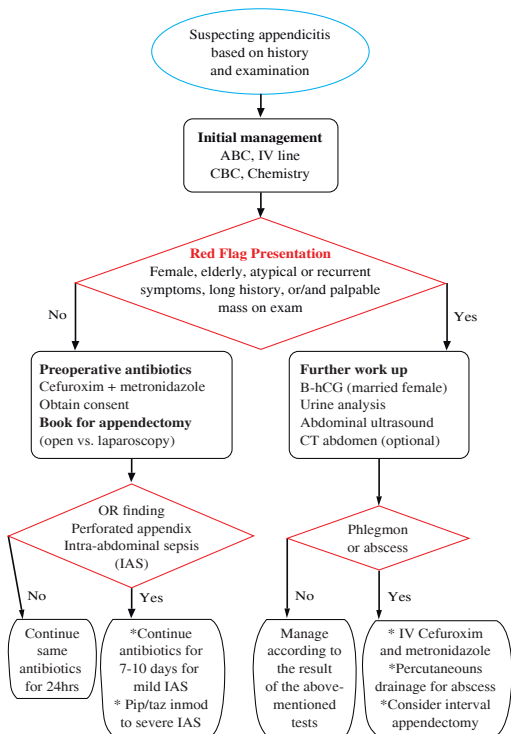 Suspecting appendicitis
based on history
and examination
Initial management
ABC, IV line
CBC, Chemistry
Red Flag Presentation
Female, elderly, atypical or recurrent
symptoms, long history, or/and palpable
mass on exam
No
Yes
Preoperative antibiotics
Cefuroxim + metronidazole
Obtain consent
Book for appendectomy
(open vs. laparoscopy)
Further work up
B-hCG (married female)
Urine analysis
Abdominal ultrasound
CT abdomen (optional)
OR finding
Perforated appendix
Intra-abdominal sepsis
(IAS)
Phlegmon
or abscess
No
Yes
No
Yes
Continue
same
antibiotics
for 24hrs
*Continue
antibiotics for
7-10 days for
mild IAS
* Pip/taz inmod
to severe IAS
Manage
according to
the result
of the above-
mentioned
tests
* IV Cefuroxim
and metronidazole
*Percutaneouns
drainage for abscess
*Consider interval
appendectomy